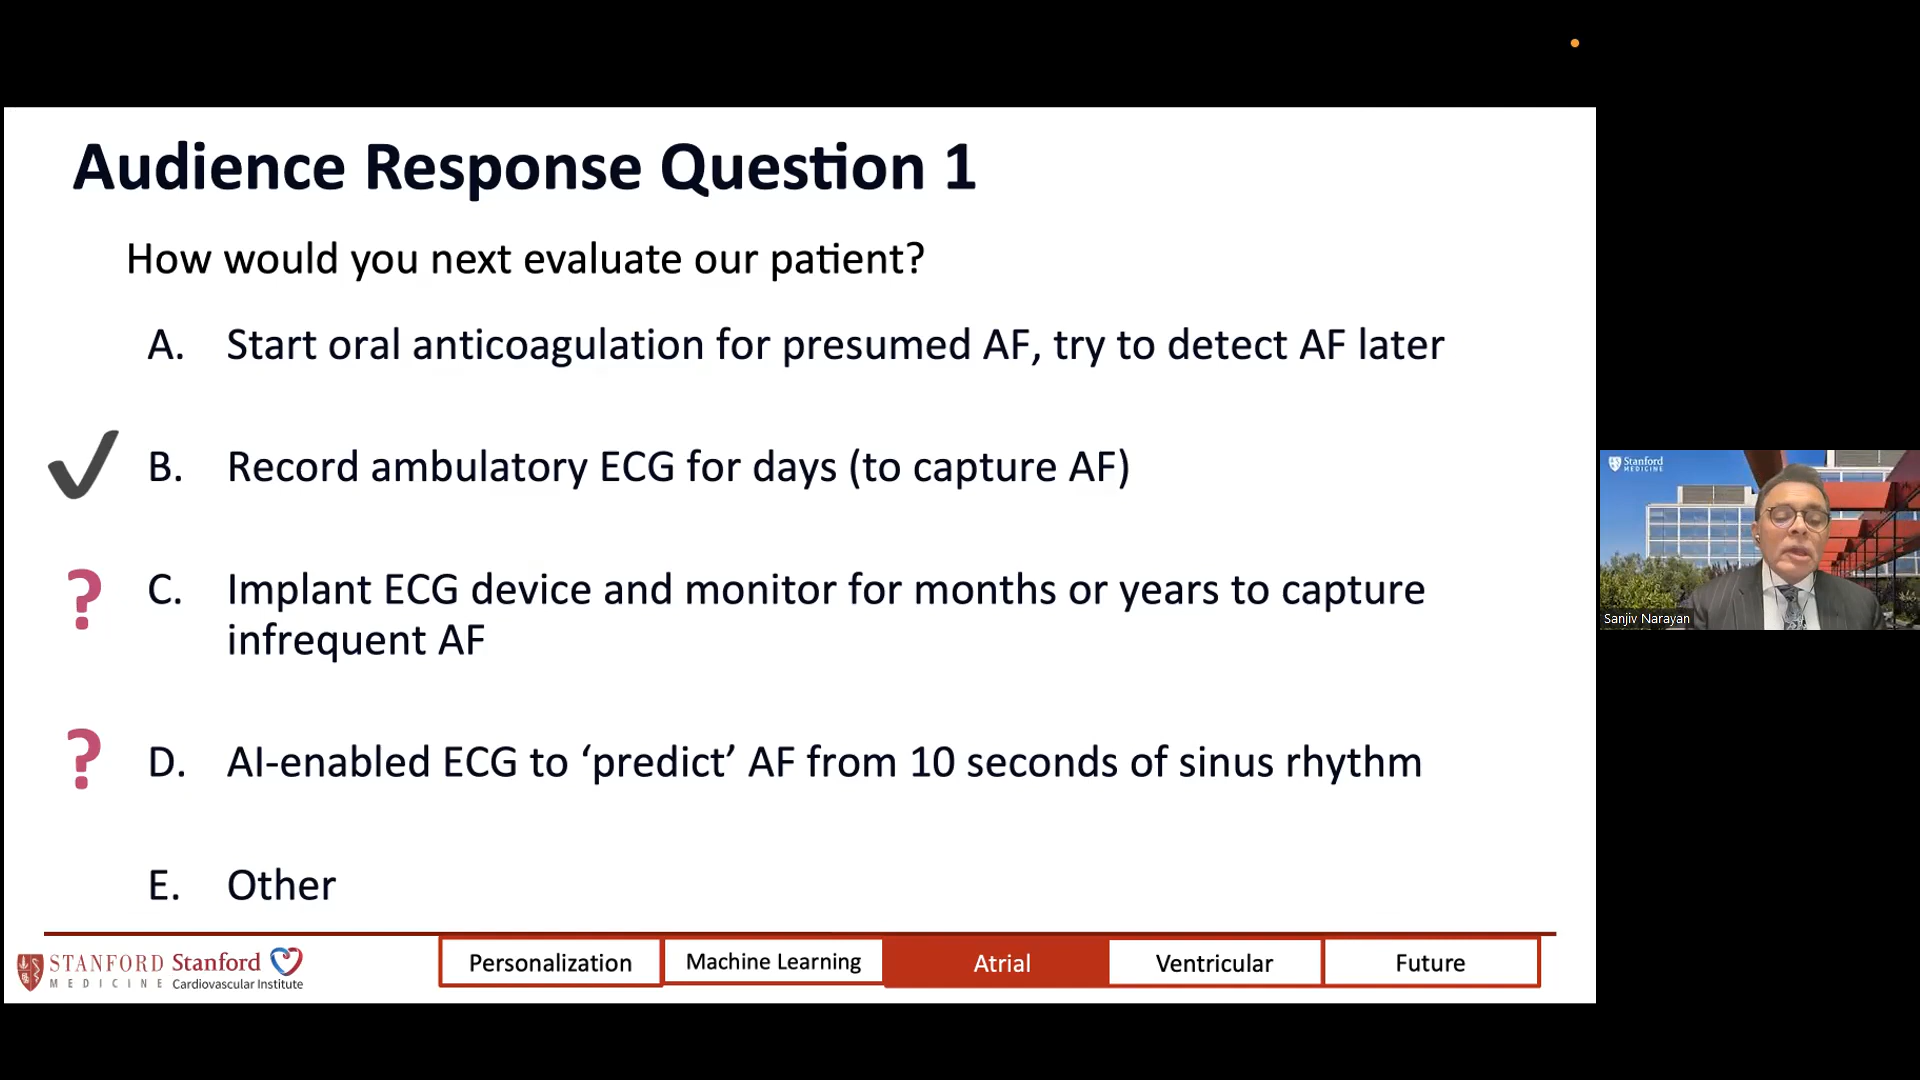 Audience Response Question 1
How would you next evaluate our patient?
A. Start oral anticoagulation for presumed AF, try to detect AF later
✓ B. Record ambulatory ECG for days (to capture AF)
? C. Implant ECG device and monitor for months or years to capture
infrequent AF
? D. AI-enabled ECG to ‘predict’ AF from 10 seconds of sinus rhythm
E. Other
STANFORD
MEDICINE
Stanford
Cardiovascular Institute
Personalization
Machine Learning
Atrial
Ventricular
Future
Stanford
MEDICINE
Sanjiv Narayan